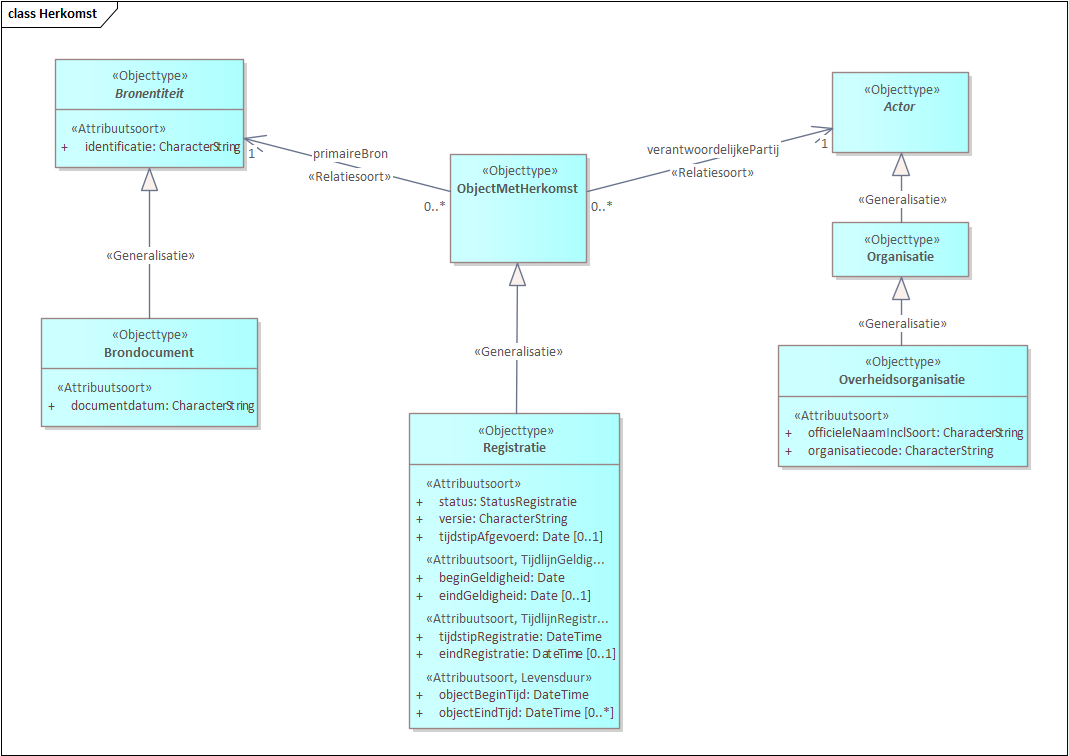 class Herkomst
«Objecttype»
Bronentiteit
«Attribuutsoort»
+ identificatie: CharacterString
1
primaireBron
«Relatiesoort»
0..*
«Objecttype»
ObjectMetHerkomst
0..*
verantwoordelijkePartij
«Relatiesoort»
1
«Objecttype»
Actor
«Generalisatie»
«Objecttype»
Organisatie
«Generalisatie»
«Objecttype»
Overheidsorganisatie
«Attribuutsoort»
+ officieleNaamInclSoort: CharacterString
+ organisatiecode: CharacterString
«Generalisatie»
«Objecttype»
Brondocument
«Attribuutsoort»
+ documentdatum: CharacterString
«Generalisatie»
«Objecttype»
Registratie
«Attribuutsoort»
+ status: StatusRegistratie
+ versie: CharacterString
+ tijdstipAfgevoerd: Date [0..1]
«Attribuutsoort, TijdlijnGeldig...
+ beginGeldigheid: Date
+ eindGeldigheid: Date [0..1]
«Attribuutsoort, TijdlijnRegistr...
+ tijdstipRegistratie: DateTime
+ eindRegistratie: DateTime [0..1]
«Attribuutsoort, Levensduur»
+ objectBeginTijd: DateTime
+ objectEindTijd: DateTime [0..*]